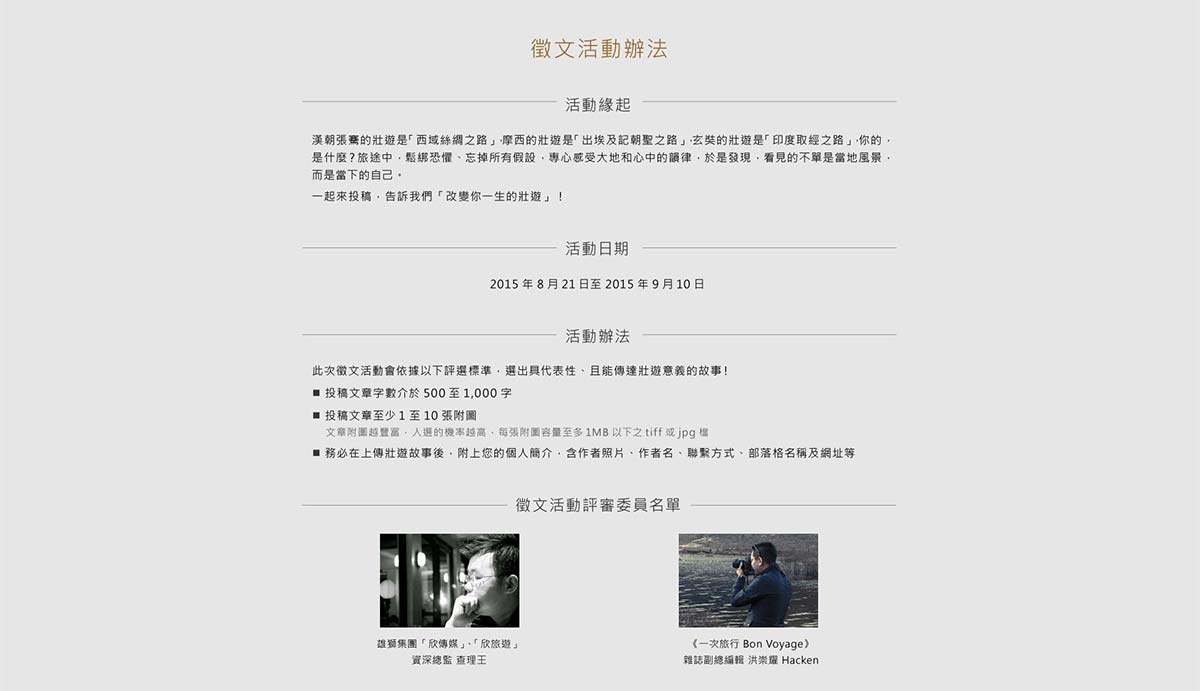 徵文活動辦法
活動緣起
漢朝張騫的壯遊是「西域絲綢之路」，摩西的壯遊是「出埃及記朝聖之路」，玄奘的壯遊是「印度取經之路」，你的，
是什麼？旅途中，鬆綁恐懼、忘掉所有假設，專心感受大地和心中的韻律，於是發現，看見的不單是當地風景，
而是當下的自己。
一起來投稿，告訴我們「改變你一生的壯遊」！
活動日期
2015 年 8 月 21 日至 2015 年 9 月 10 日
活動辦法
此次徵文活動會依據以下評選標準，選出具代表性、且能傳達壯遊意義的故事！
■ 投稿文章字數介於 500 至 1,000 字
■ 投稿文章至少 1 至 10 張附圖
文章附圖越豐富，入選的機率越高，每張附圖容量至多 1MB 以下之 tiff 或 jpg 檔
■ 務必在上傳壯遊故事後，附上您的個人簡介，含作者照片、作者名、聯繫方式、部落格名稱及網址等
徵文活動評審委員名單
雄獅集團「欣傳媒」、「欣旅遊」
資深總監 查理王
《一次旅行 Bon Voyage》
雜誌副總編輯 洪崇耀 Hacken